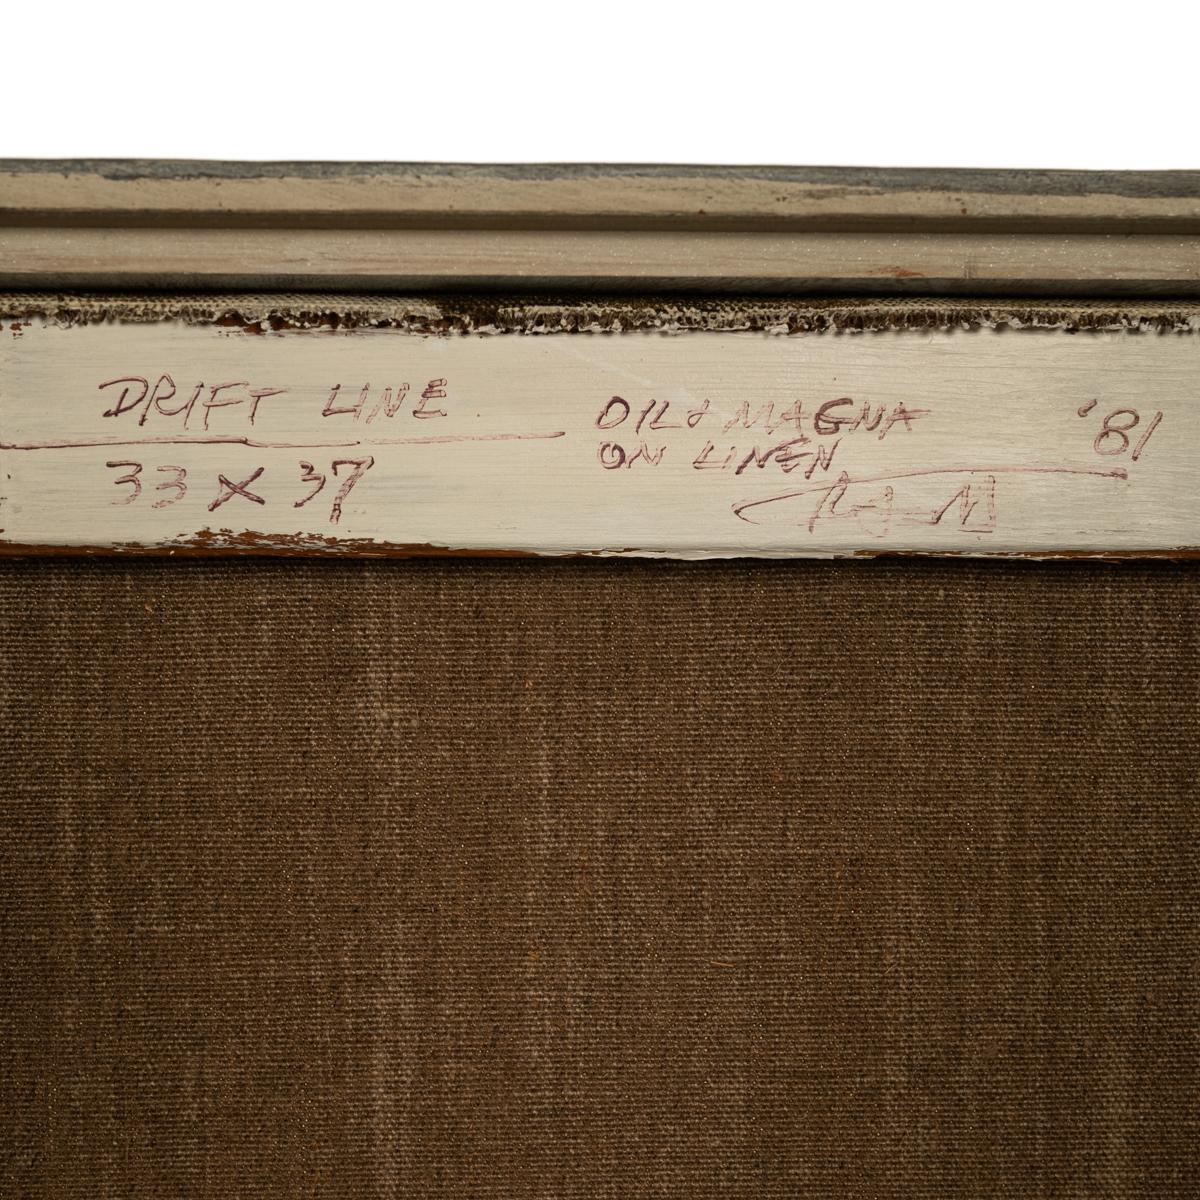 DRIFT LINE
33 X 37
OIL & MAGNA
ON LINEN
'81